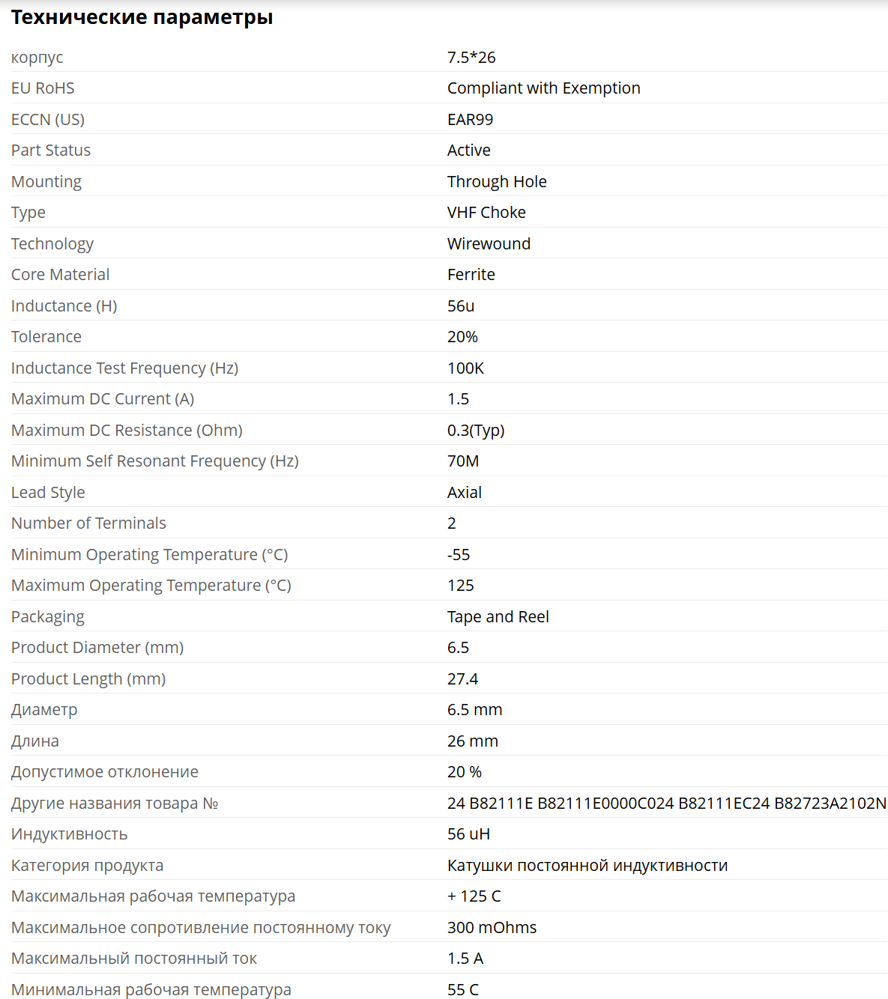 Технические параметры
корпус 7.5*26
EU RoHS Compliant with Exemption
ECCN (US) EAR99
Part Status Active
Mounting Through Hole
Type VHF Choke
Technology Wirewound
Core Material Ferrite
Inductance (H) 56u
Tolerance 20%
Inductance Test Frequency (Hz) 100K
Maximum DC Current (A) 1.5
Maximum DC Resistance (Ohm) 0.3(Typ)
Minimum Self Resonant Frequency (Hz) 70M
Lead Style Axial
Number of Terminals 2
Minimum Operating Temperature (°C) -55
Maximum Operating Temperature (°C) 125
Packaging Tape and Reel
Product Diameter (mm) 6.5
Product Length (mm) 27.4
Диаметр 6.5 mm
Длина 26 mm
Допустимое отклонение 20 %
Другие названия товара № 24 B82111E B82111E0000C024 B82111EC24 B82723A2102N
Индуктивность 56 uH
Категория продукта Катушки постоянной индуктивности
Максимальная рабочая температура + 125 C
Максимальное сопротивление постоянному току 300 mOhms
Максимальный постоянный ток 1.5 A
Минимальная рабочая температура 55 C